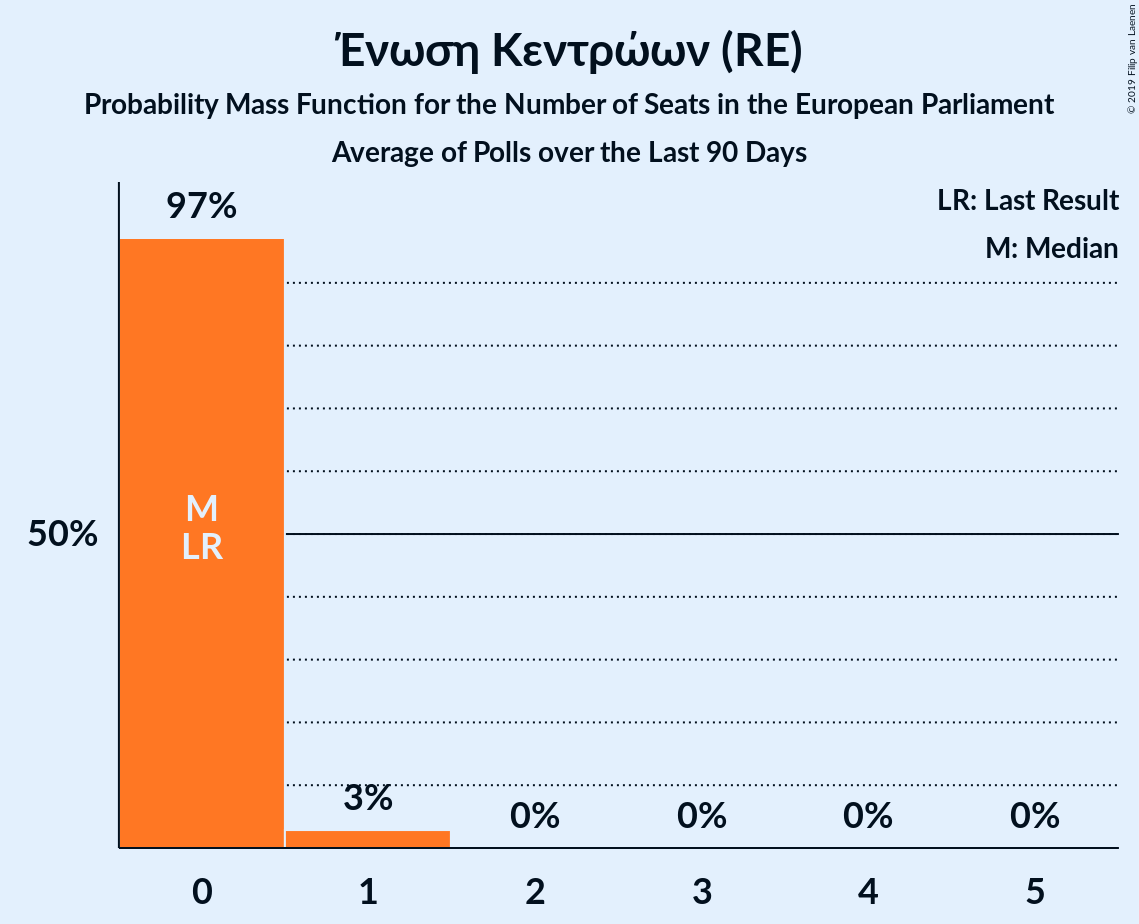 Ένωση Κεντρώων (RE)
Probability Mass Function for the Number of Seats in the European Parliament
Average of Polls over the Last 90 Days
© 2019 Filip van Laenen
LR: Last Result
M: Median
97%
M
LR
50%
3%
0%
0%
0%
0%
0
1
2
3
4
5